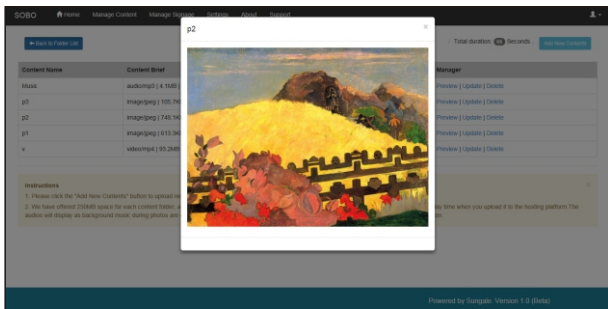 SOBO Home Manage Content Manage Signage Settings About Support
p2 ×
Back to Folder List
Total duration: Seconds Add New Contents
Content Name Content Brief Manager
Music audio/mp3 | 4.1MB | Preview | Update | Delete
p3 image/jpeg | Preview | Update | Delete
p2 image/jpeg | Preview | Update | Delete
p1 image/jpeg | Preview | Update | Delete
v video/mp4 | 93.2MB Preview | Update | Delete
Instructions ×
1. Please click the "Add New Contents" button to upload
2. We have offered 350MB space for each content folder, time when you upload it to the hosting platform.The
audios will display as background music during photos are
Powered by Sungale. Version 1.0 (Beta)